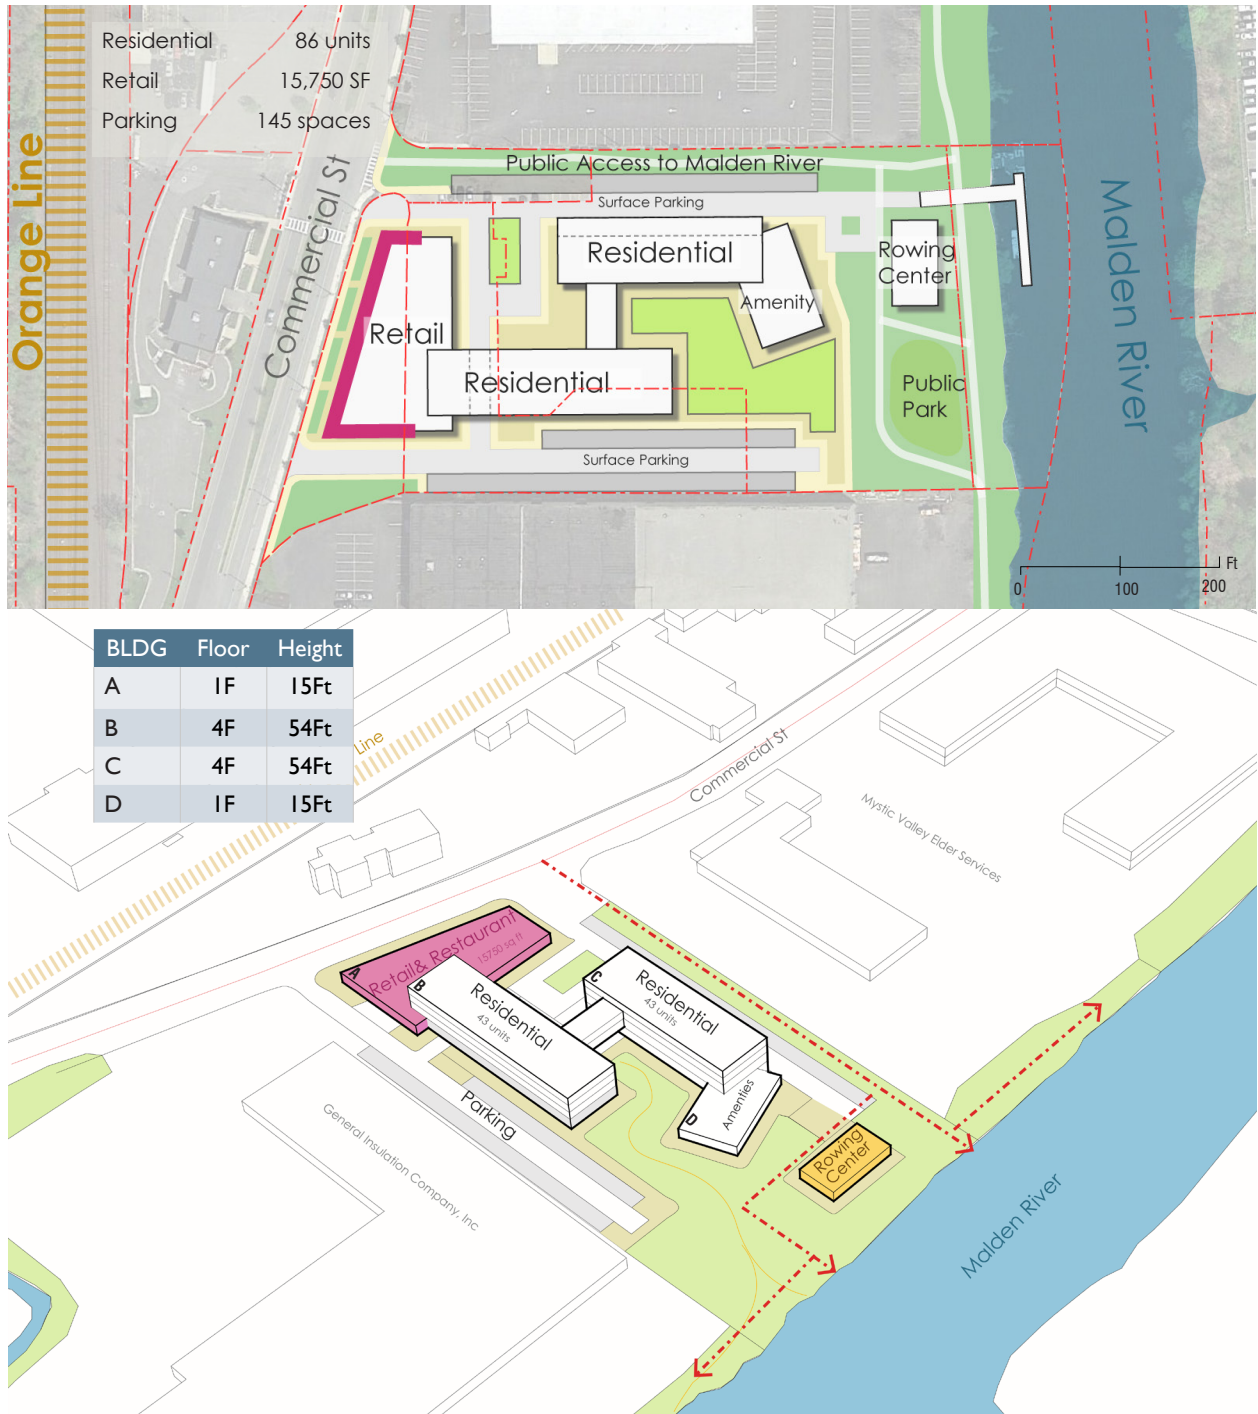 Residential 86 units
Retail 15,750 SF
Parking 145 spaces
Orange Line
Commercial St
Public Access to Malden River
Surface Parking
Residential
Rowing
Center
Amenity
Retail
Residential
Public
Park
Surface Parking
Malden River
Ft
0 100 200
BLDG Floor Height
A 1F 15Ft
B 4F 54Ft
C 4F 54Ft
D 1F 15Ft
Line
Commercial St
Mystic Valley Elder Services
Retail& Restaurant
15750 sq ft
A
B
Residential
43 units
C
Residential
43 units
Parking
D
Amenties
Rowing
Center
General Insulation Company, Inc
Malden River